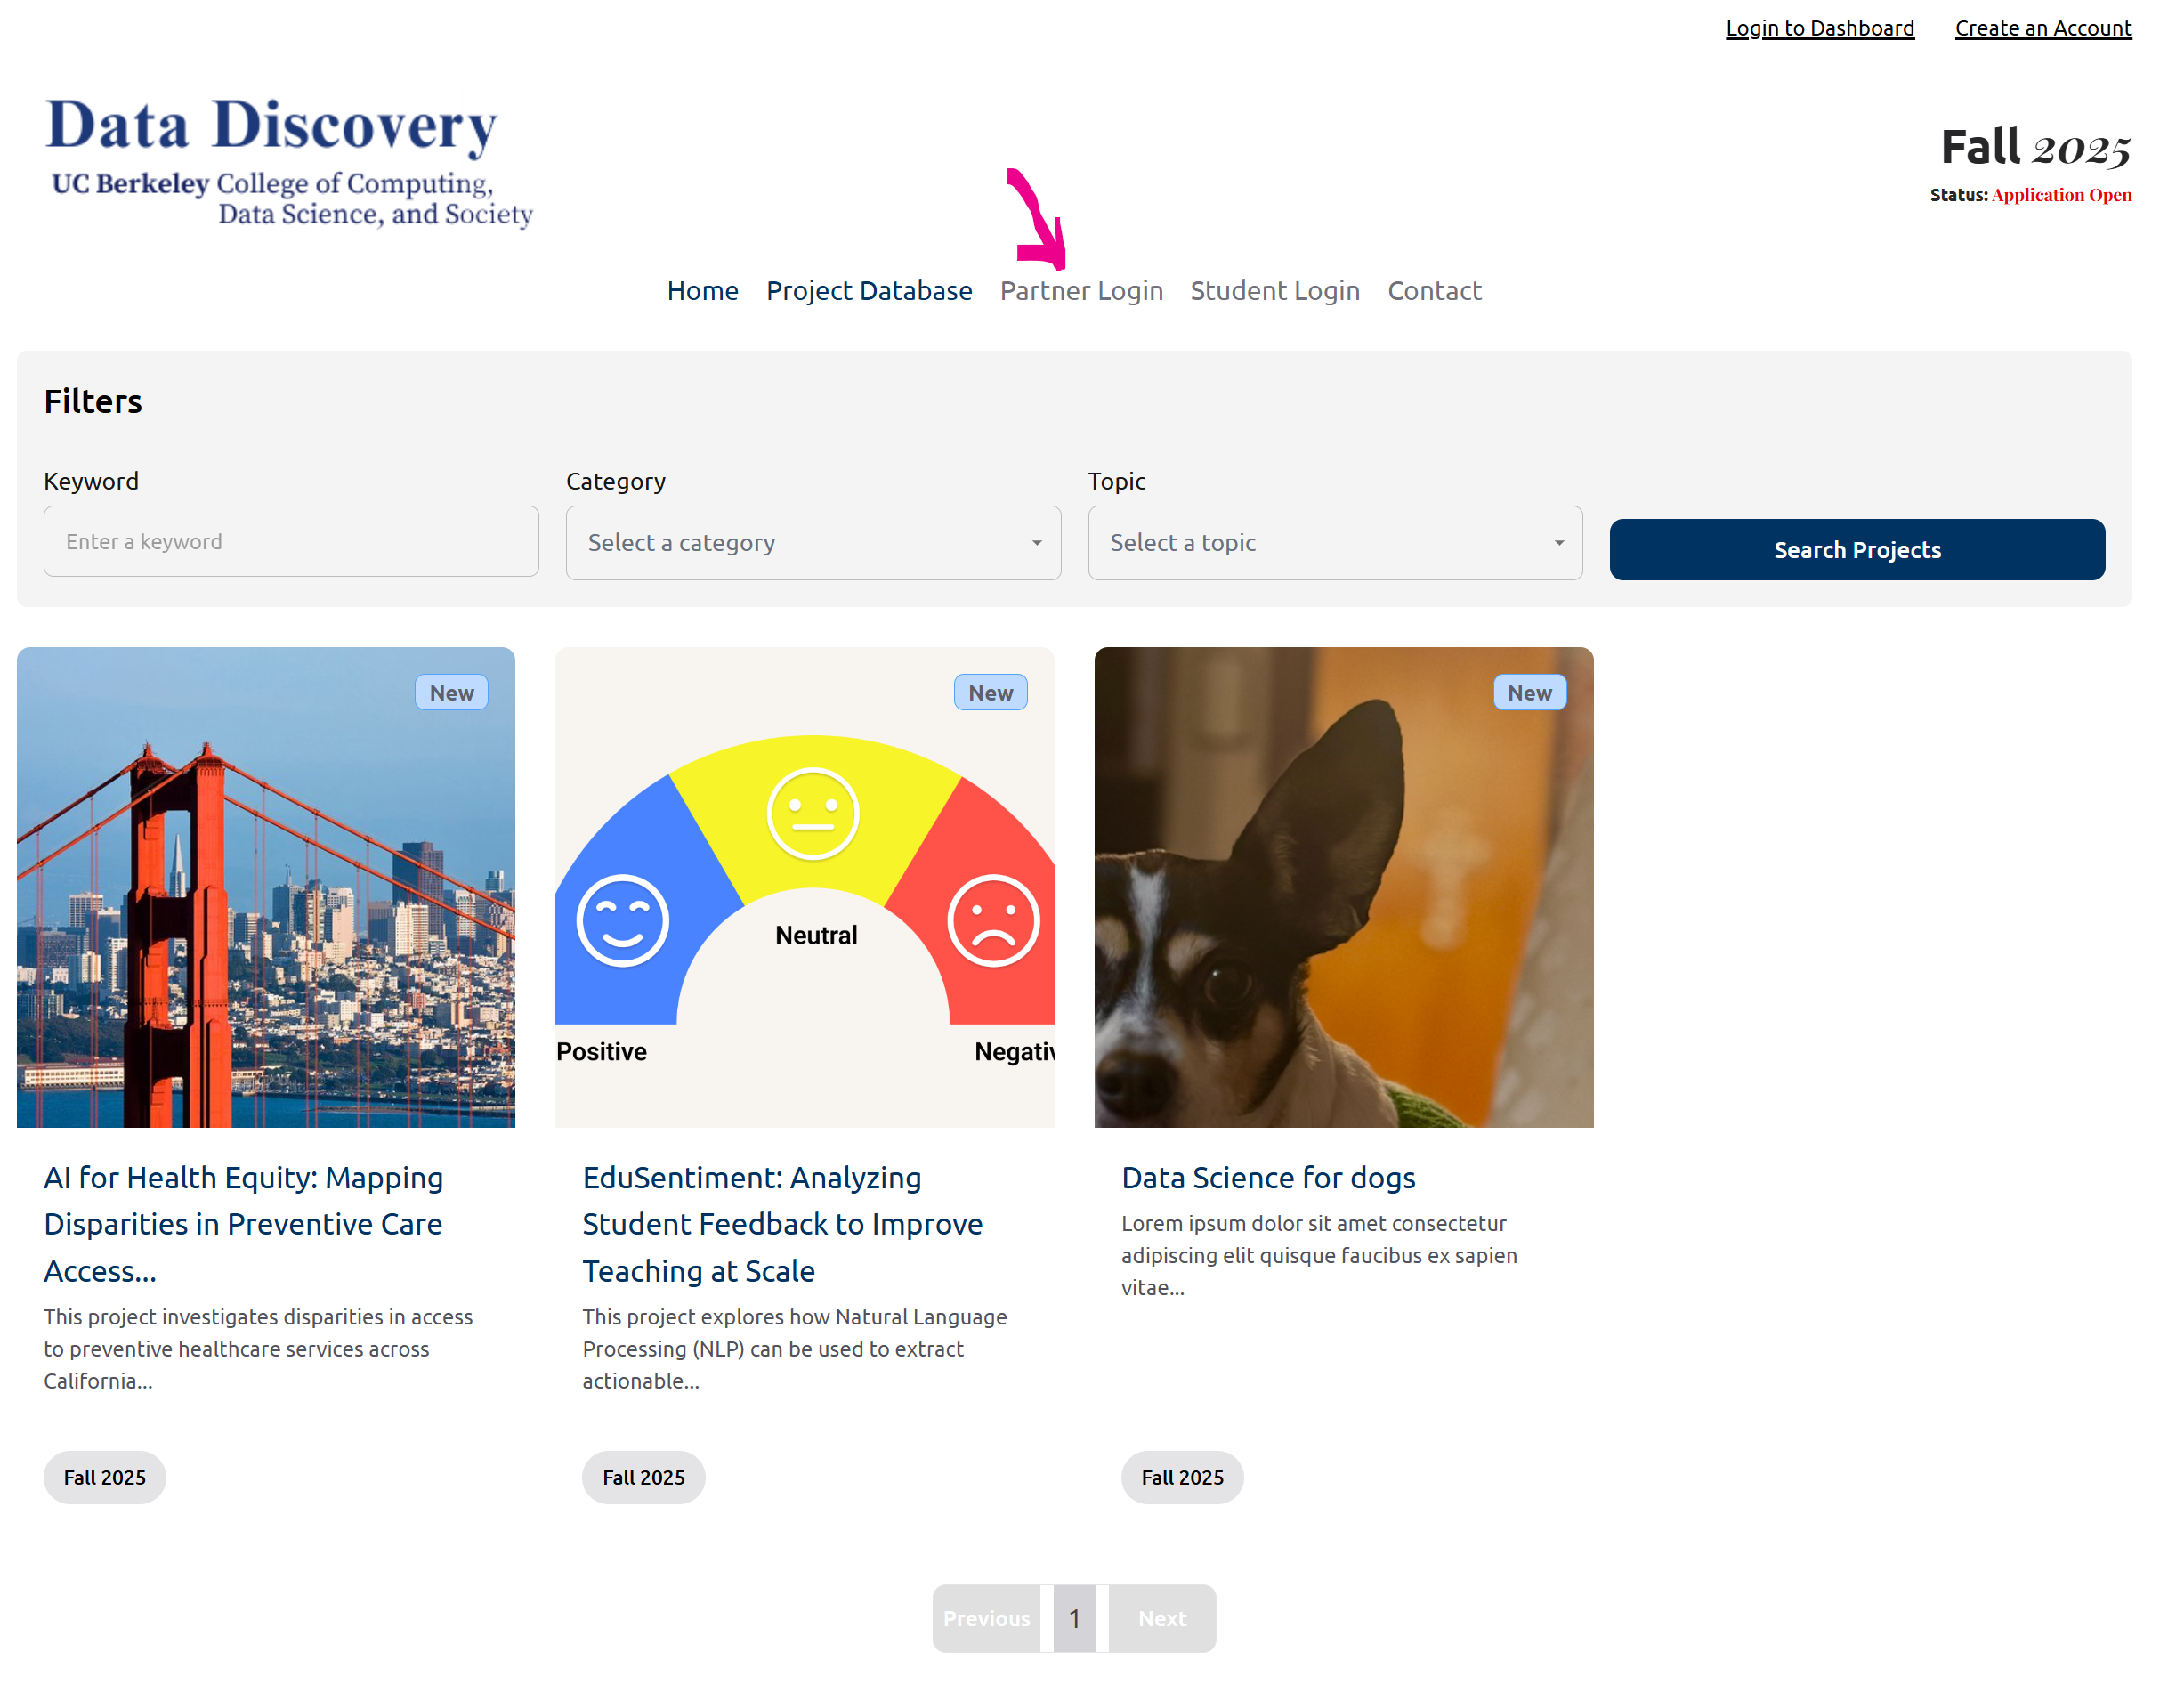 Login to Dashboard Create an Account
Data Discovery
UC Berkeley College of Computing,
Data Science, and Society
Fall 2025
Status: Application Open
Home Project Database Partner Login Student Login Contact
Filters
Keyword Category Topic
Enter a keyword Select a category Select a topic Search Projects
New New New
Neutral
Positive Negativ
AI for Health Equity: Mapping
Disparities in Preventive Care
Access...
This project investigates disparities in access
to preventive healthcare services across
California...
Fall 2025
EduSentiment: Analyzing
Student Feedback to Improve
Teaching at Scale
This project explores how Natural Language
Processing (NLP) can be used to extract
actionable...
Fall 2025
Data Science for dogs
Lorem ipsum dolor sit amet consectetur
adipiscing elit quisque faucibus ex sapien
vitae...
Fall 2025
Previous 1 Next